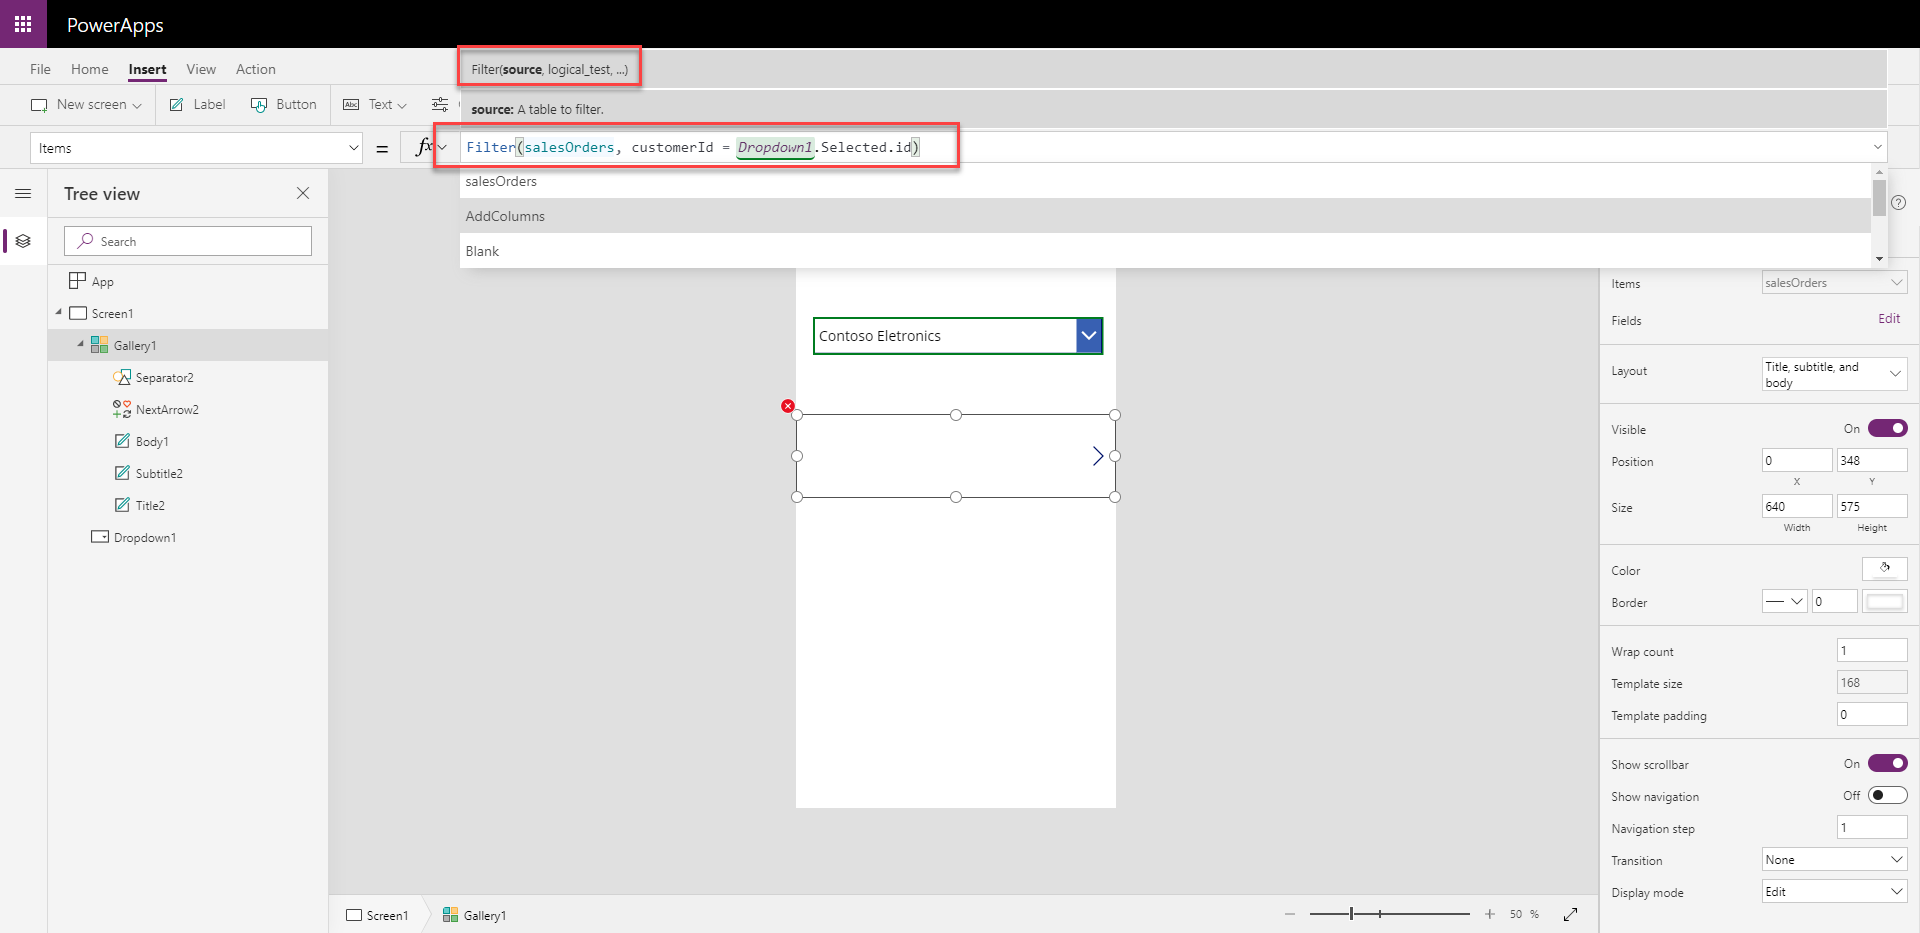 PowerApps
File Home Insert View Action
Filter(source, logical_test, ...)
New screen Label Button Abc Text
source: A table to filter.
Items = fx Filter(salesOrders, customerId = Dropdown1.Selected.id)
salesOrders
AddColumns
Blank
Tree view
Search
App
Screen1
Gallery1
Separator2
NextArrow2
Body1
Subtitle2
Title2
Dropdown1
Contoso Eletronics
Items salesOrders
Fields Edit
Layout Title, subtitle, and
body
Visible On
Position 0 348
X Y
Size 640 575
Width Height
Color
Border 0
Wrap count 1
Template size 168
Template padding 0
Show scrollbar On
Show navigation Off
Navigation step 1
Transition None
Display mode Edit
Screen1 Gallery1 50 %